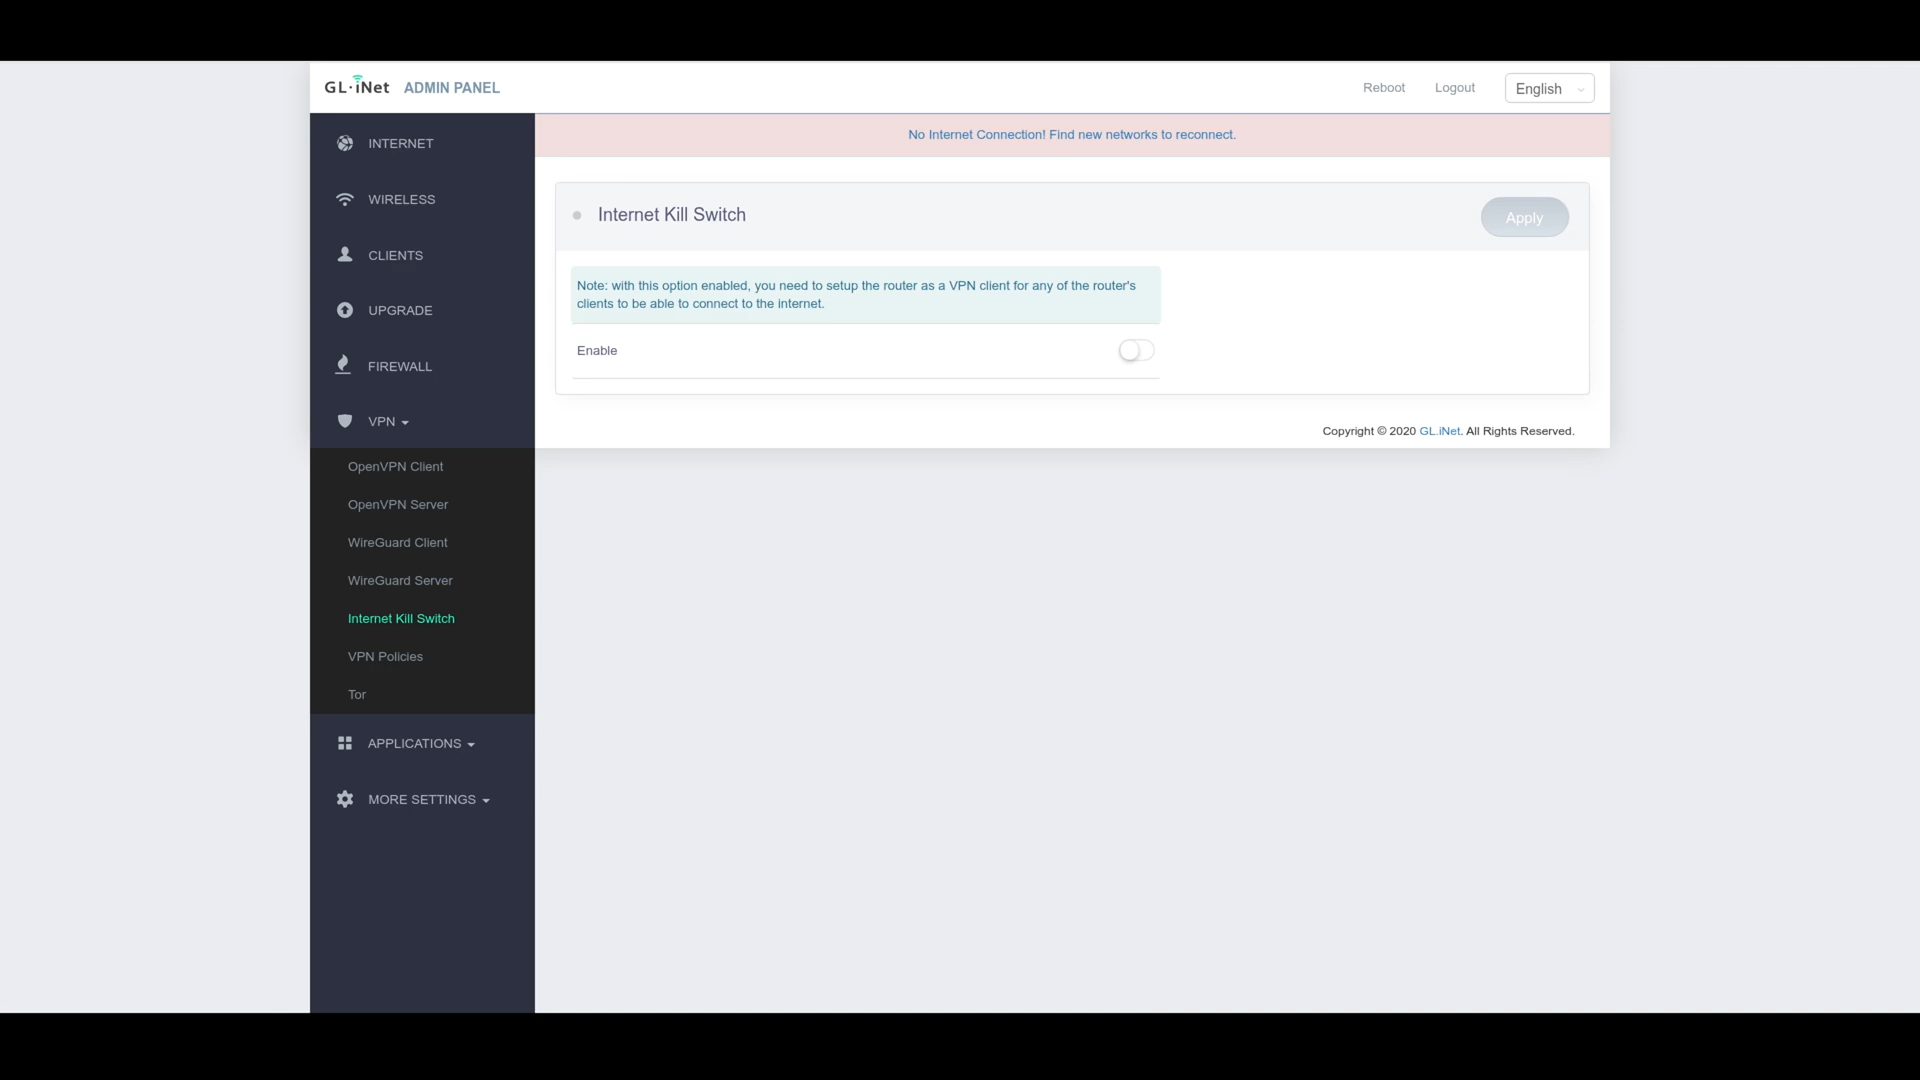 GL·iNet ADMIN PANEL
Reboot
Logout
English
INTERNET
WIRELESS
CLIENTS
UPGRADE
FIREWALL
VPN
OpenVPN Client
OpenVPN Server
WireGuard Client
WireGuard Server
Internet Kill Switch
VPN Policies
Tor
APPLICATIONS
MORE SETTINGS
No Internet Connection! Find new networks to reconnect.
Internet Kill Switch
Apply
Note: with this option enabled, you need to setup the router as a VPN client for any of the router's
clients to be able to connect to the internet.
Enable
Copyright © 2020 GL.iNet. All Rights Reserved.